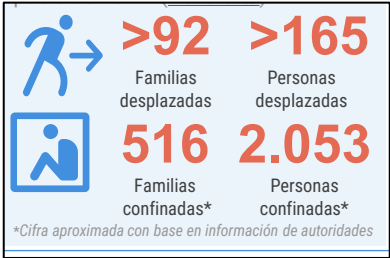 >92 >165
Familias Personas
desplazadas desplazadas
516 2.053
Familias Personas
confinadas* confinadas*
*Cifra aproximada con base en información de autoridades